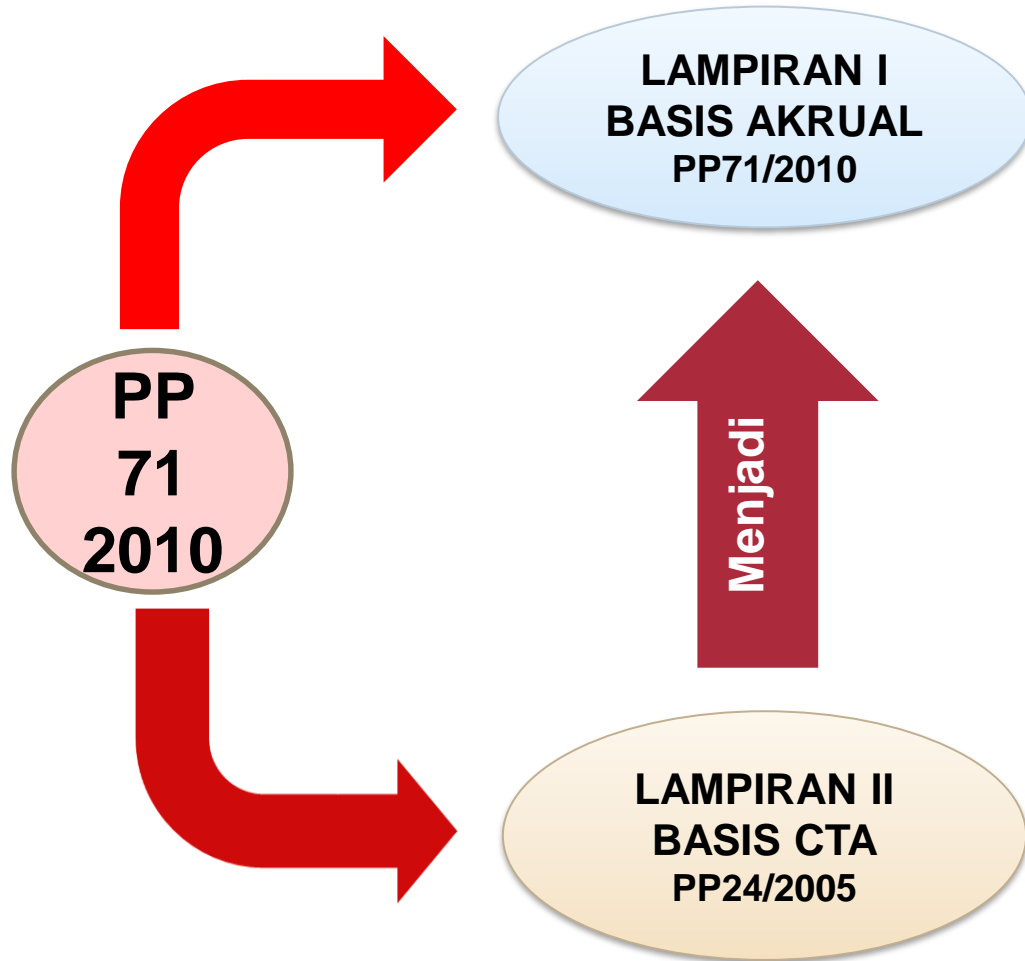 LAMPIRAN I
BASIS AKRUAL
PP71/2010
PP
71
2010
Menjadi
LAMPIRAN II
BASIS CTA
PP24/2005